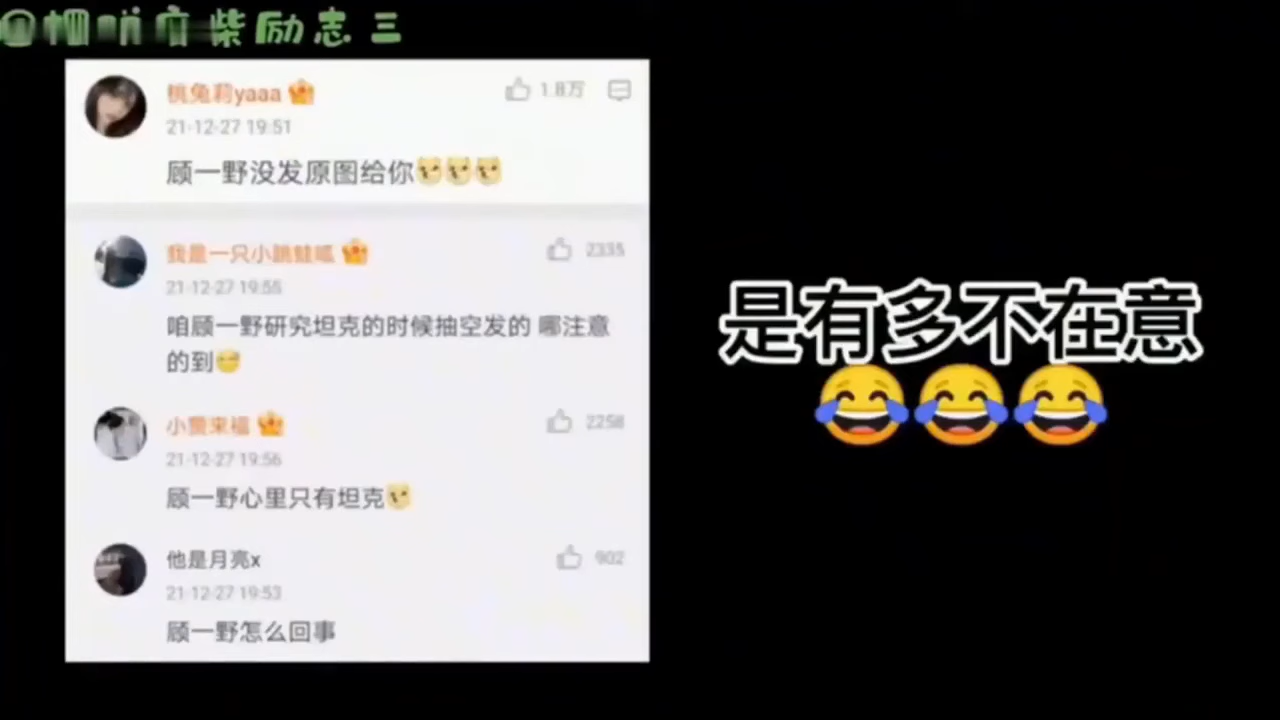 柴励志三
桃兔莉yaaa
1.8万
21-12-27 19:51
顾一野没发原图给你
我是一只小跳蛙呱
2335
21-12-27 19:55
咱顾一野研究坦克的时候抽空发的 哪注意
的到
来福
2258
21-12-27 19:56
顾一野心里只有坦克
他是月亮x
902
21-12-27 19:53
顾一野怎么回事
是有多不在意